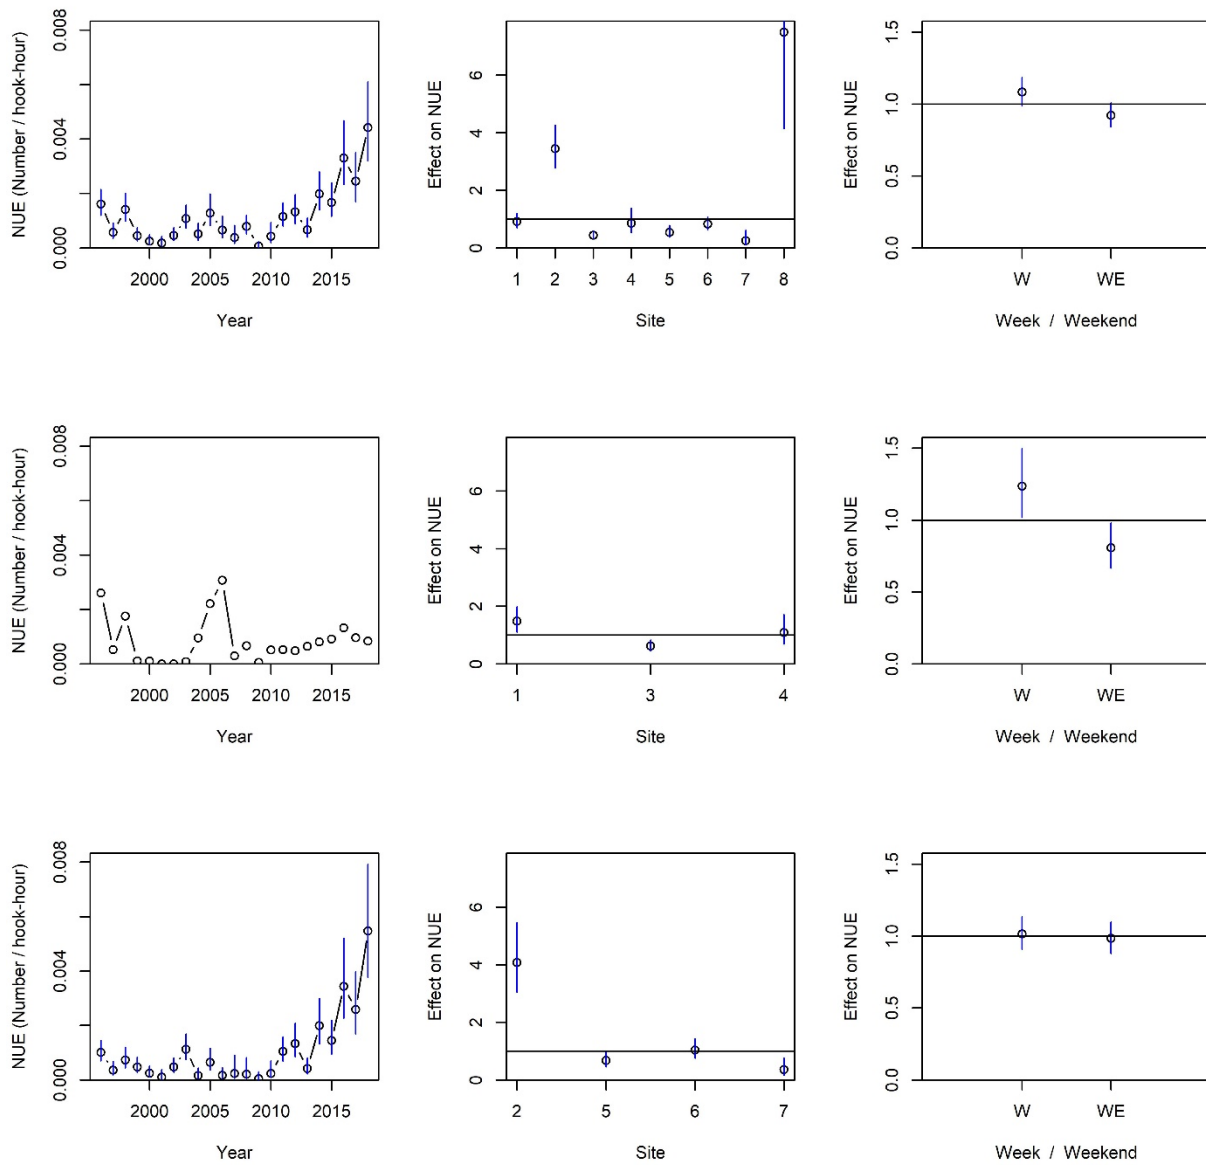 NUE (Number / hook-hour)
0.008
0.004
0.000
2000 2005 2010 2015
Year
Effect on NUE
6
4
2
0
1 2 3 4 5 6 7 8
Site
Effect on NUE
1.5
1.0
0.5
0.0
W WE
Week / Weekend
NUE (Number / hook-hour)
0.008
0.004
0.000
2000 2005 2010 2015
Year
Effect on NUE
6
4
2
0
1 3 4
Site
Effect on NUE
1.5
1.0
0.5
0.0
W WE
Week / Weekend
NUE (Number / hook-hour)
0.008
0.004
0.000
2000 2005 2010 2015
Year
Effect on NUE
6
4
2
0
2 5 6 7
Site
Effect on NUE
1.5
1.0
0.5
0.0
W WE
Week / Weekend